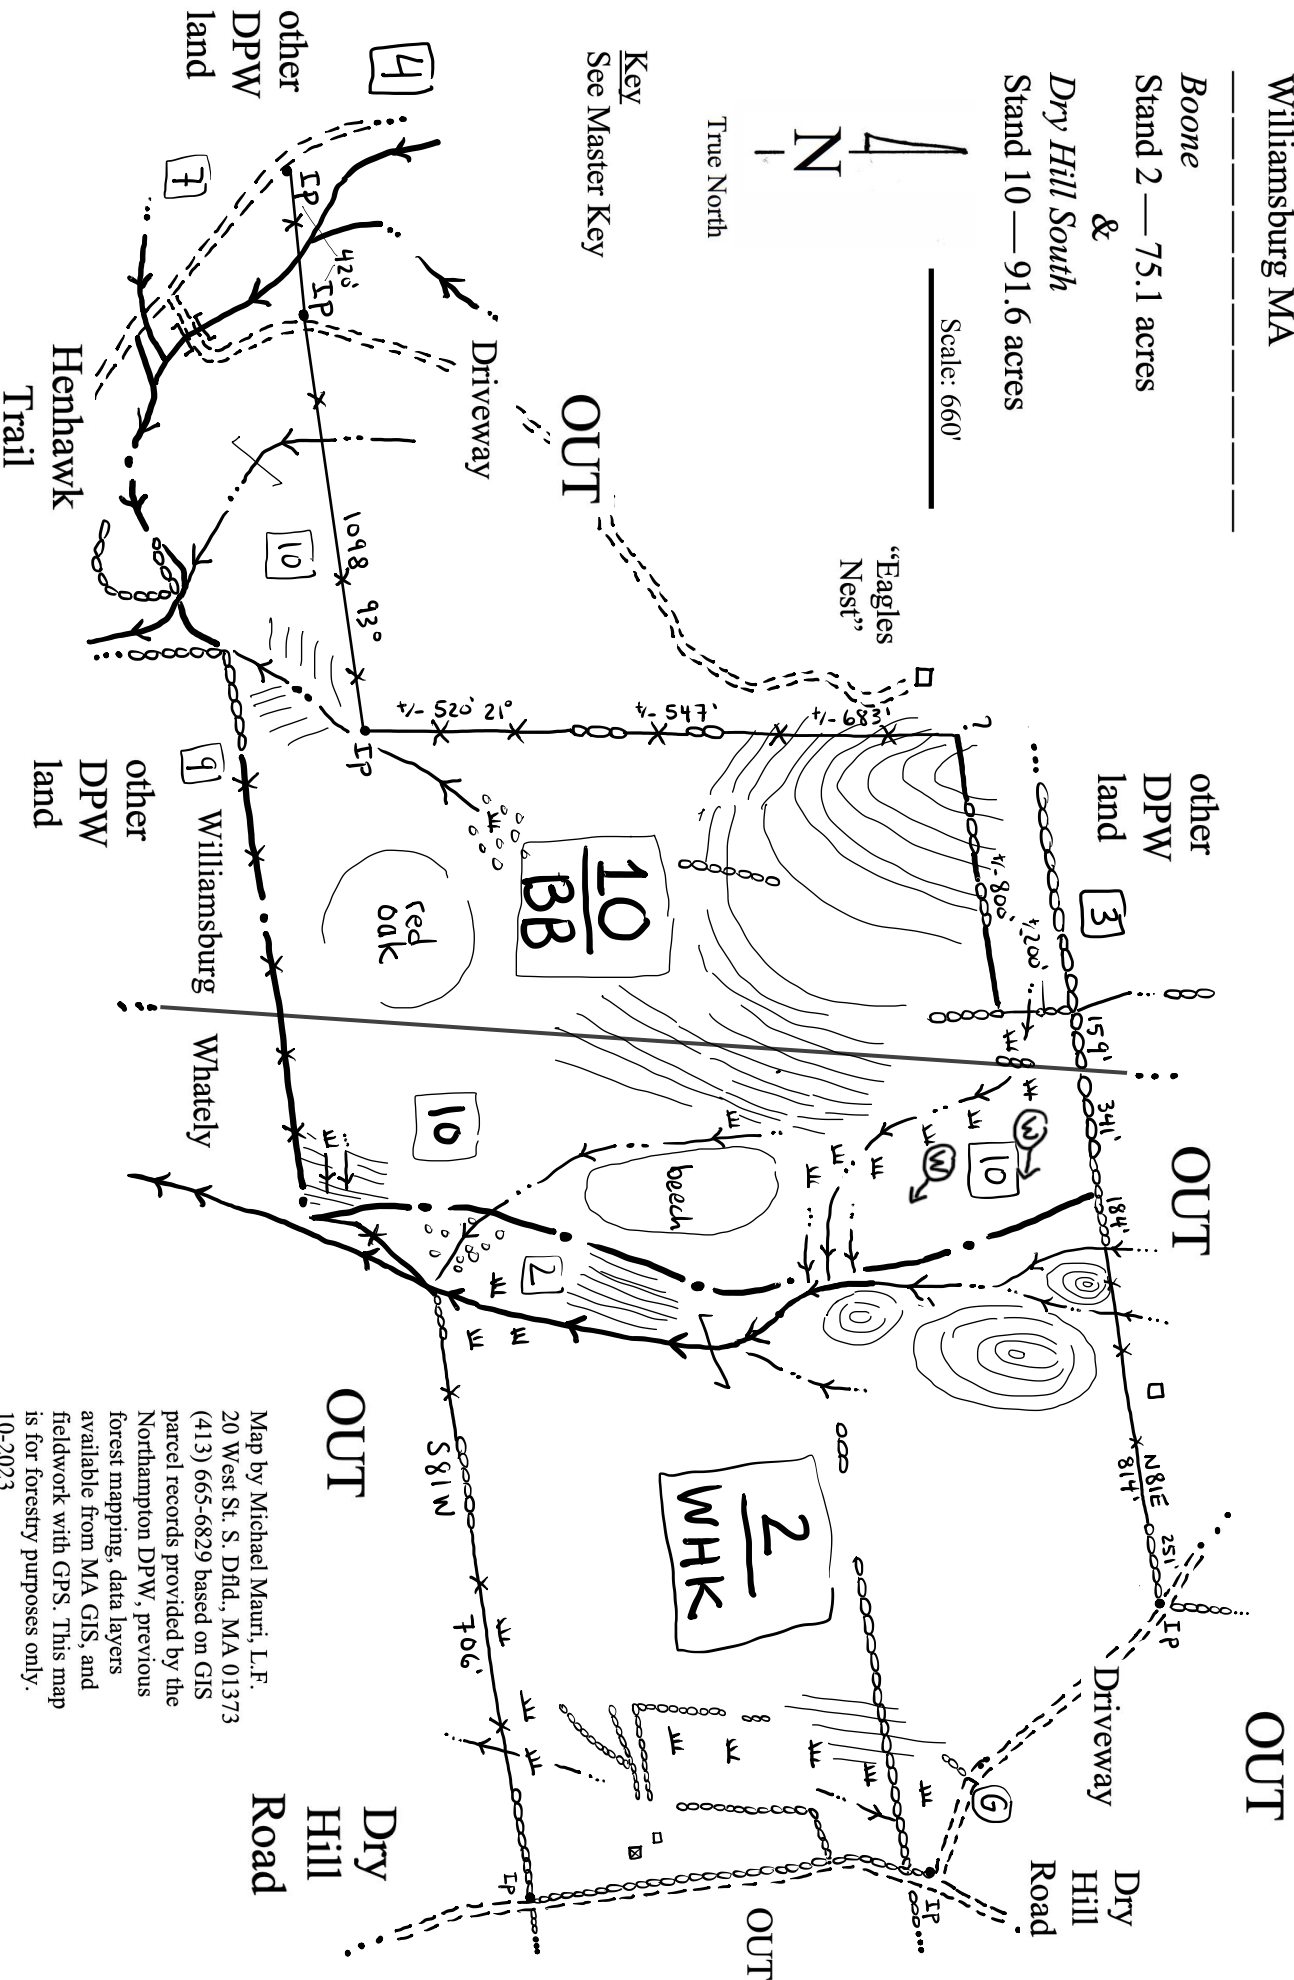 Williamsburg MA
Boone
Stand 2 — 75.1 acres
&
Dry Hill South
Stand 10 — 91.6 acres
Scale: 660'
N
True North
Key
See Master Key
other
DPW
land
4
7
IP
420'
IP
Driveway
OUT
"Eagles
Nest"
Henhawk
Trail
10
1098
93°
IP
+/- 520' 21°
+/- 547'
+/- 683'
?
+/- 800'
+/- 200'
other
DPW
land
3
159'
341'
184'
OUT
N81E
814'
251'
IP
Driveway
OUT
G
Dry
Hill
Road
IP
OUT
10
BB
red
oak
9
Williamsburg
Whately
other
DPW
land
10
beech
10
W
W
2
2
WHK
OUT
S81W
706'
IP
Dry
Hill
Road
Map by Michael Mauri, L.F.
20 West St. S. Dfld., MA 01373
(413) 665-6829 based on GIS
parcel records provided by the
Northampton DPW, previous
forest mapping, data layers
available from MA GIS, and
fieldwork with GPS. This map
is for forestry purposes only.
10-2023